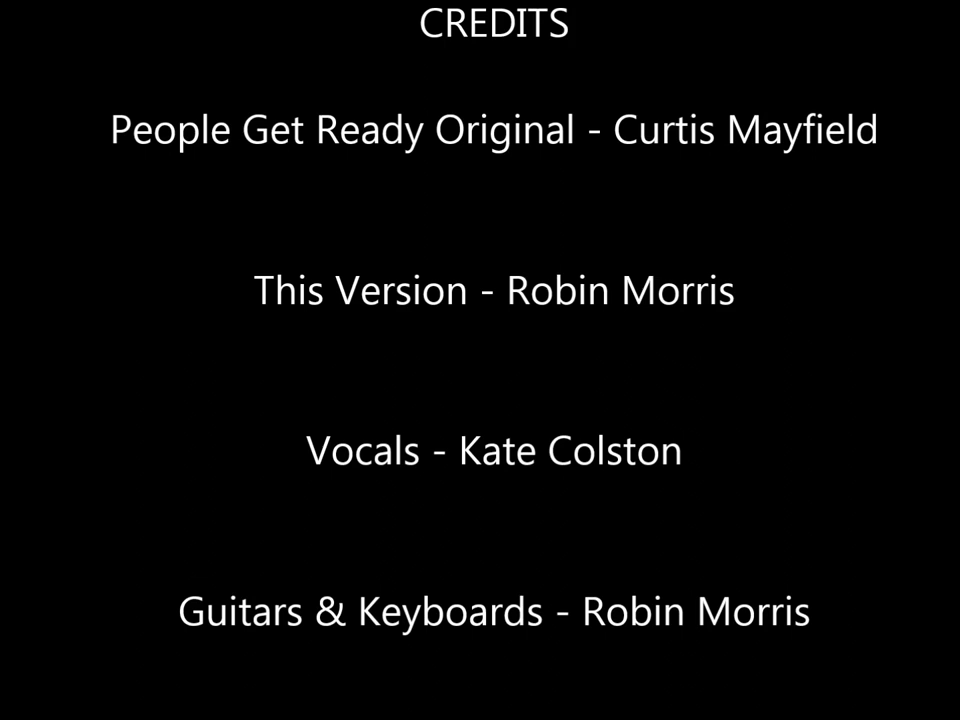 CREDITS
People Get Ready Original - Curtis Mayfield
This Version - Robin Morris
Vocals - Kate Colston
Guitars & Keyboards - Robin Morris